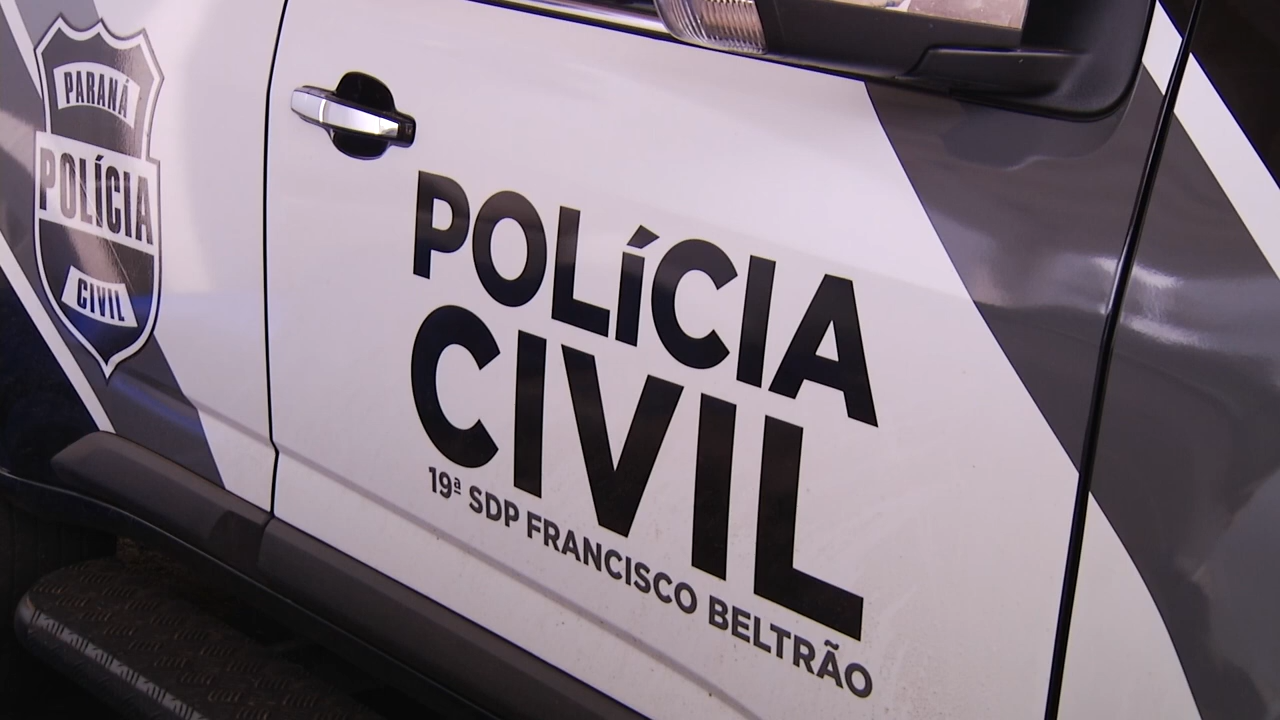 PARANÁ
POLÍCIA
CIVIL
POLÍCIA
CIVIL
19ª SDP FRANCISCO BELTRÃO